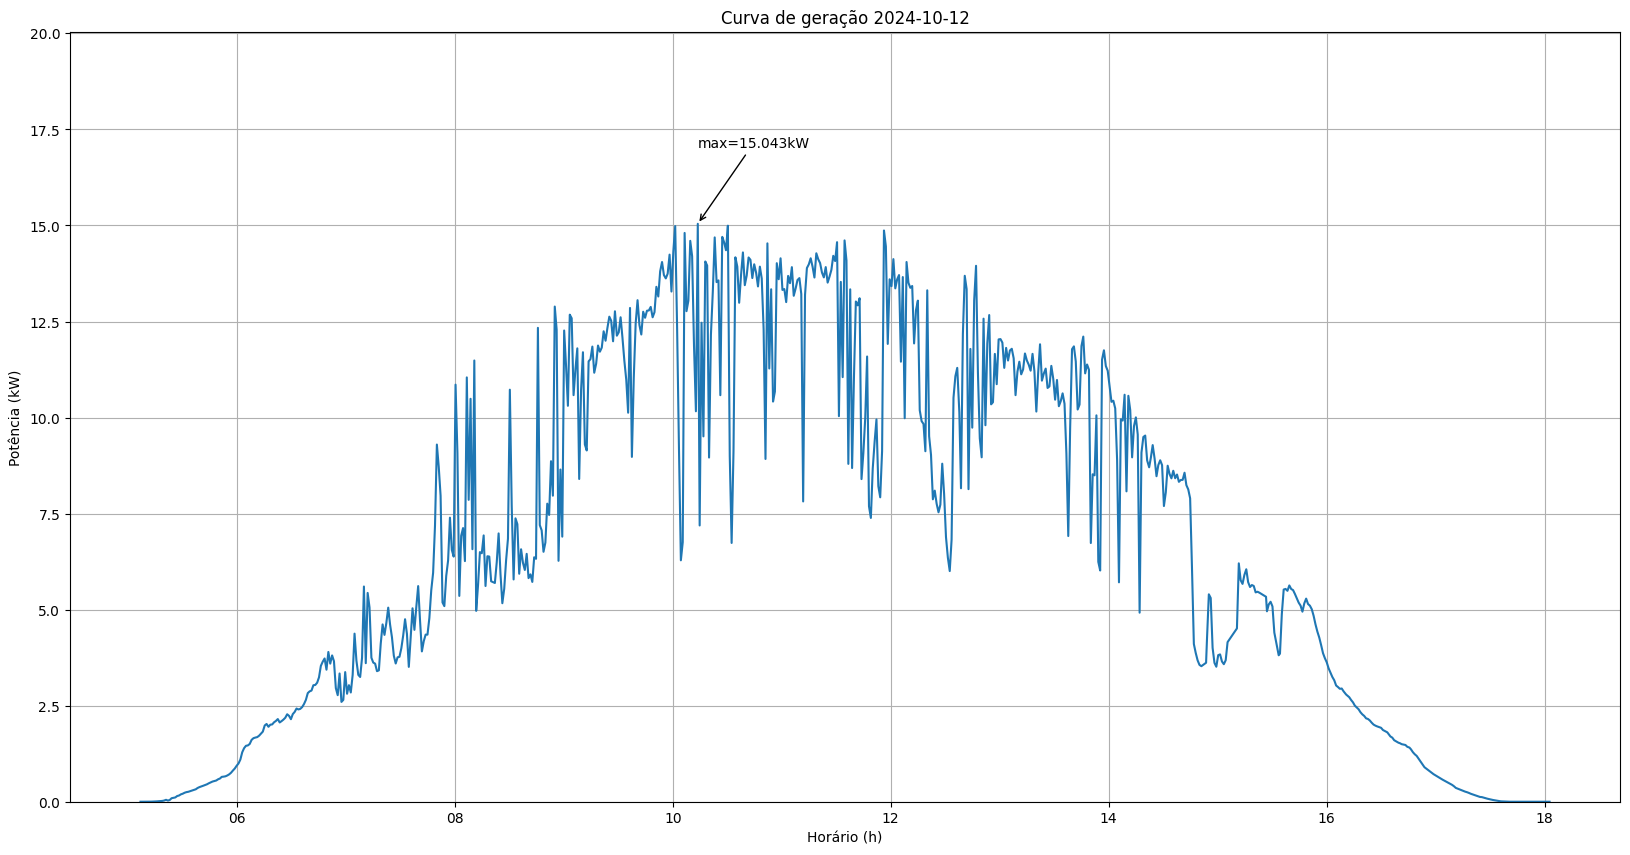 Curva de geração 2024-10-12
20.0
17.5
max=15.043kW
15.0
12.5
10.0
Potência (kW)
7.5
5.0
2.5
0.0
06 08 10 12 14 16 18
Horário (h)